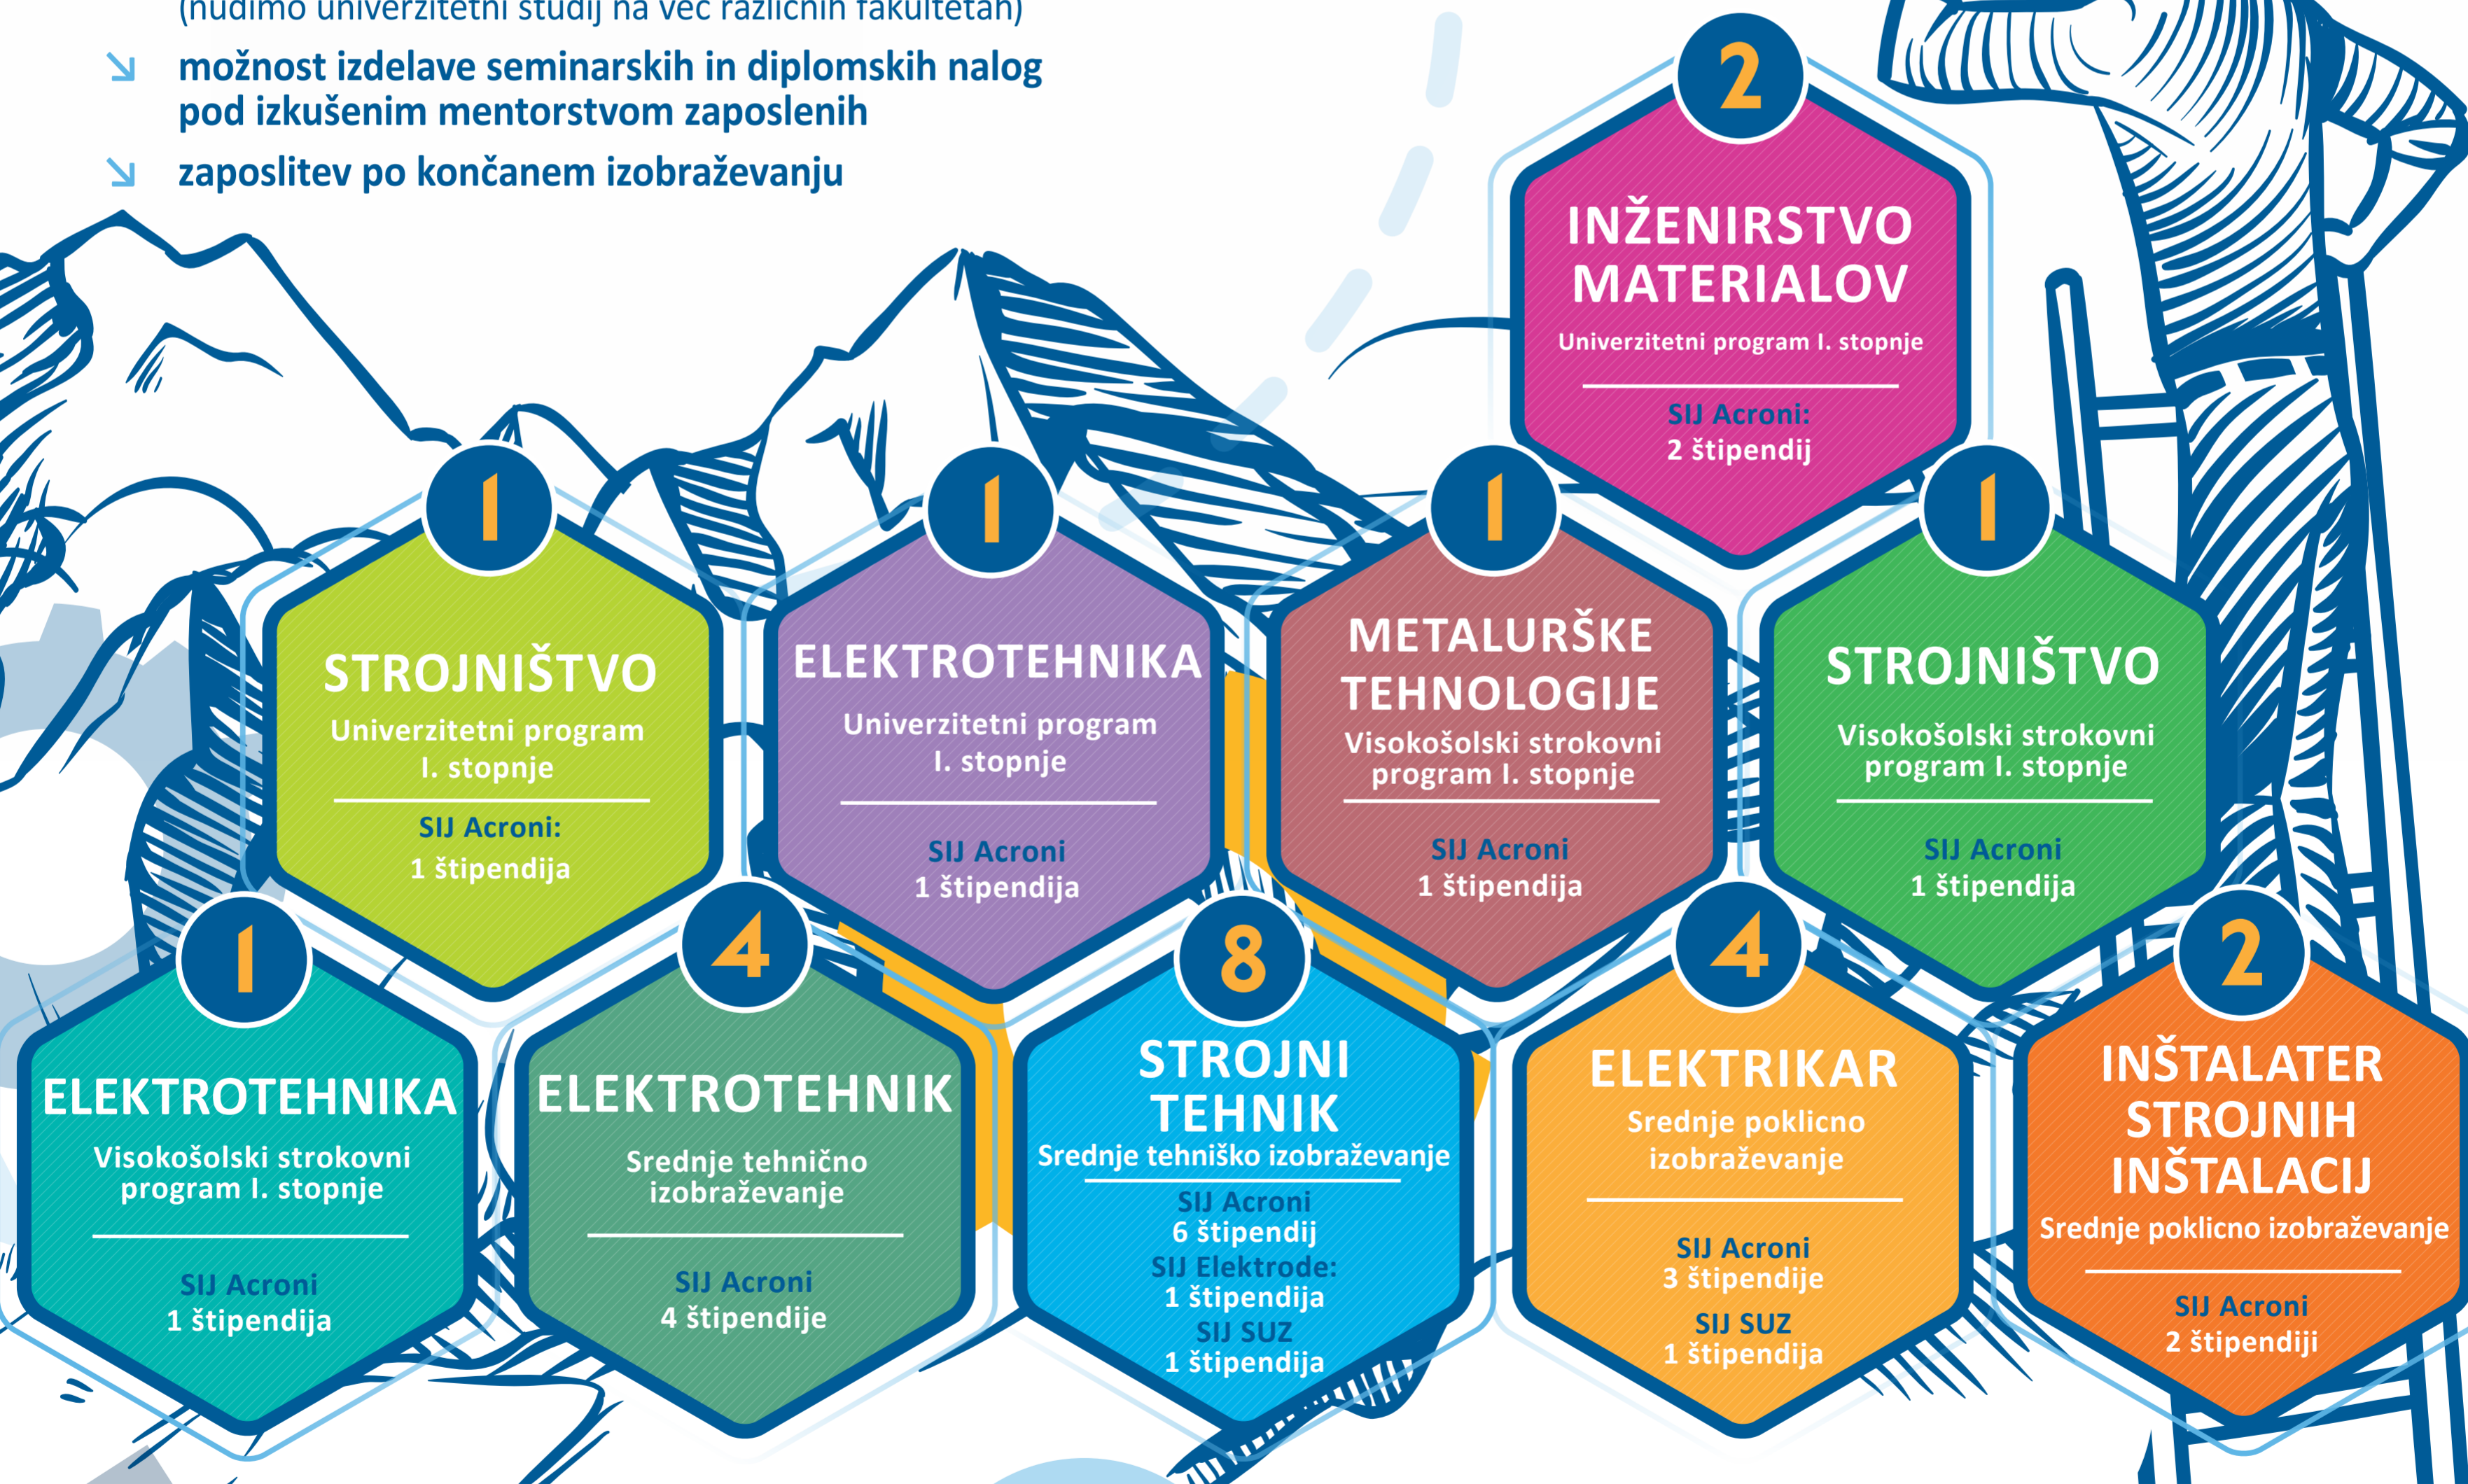 (nudimo univerzitetni študij na več različnih fakultetah)
možnost izdelave seminarskih in diplomskih nalog
pod izkušenim mentorstvom zaposlenih
zaposlitev po končanem izobraževanju
2
INŽENIRSTVO
MATERIALOV
Univerzitetni program I. stopnje
SIJ Acroni:
2 štipendij
1
STROJNIŠTVO
Univerzitetni program
I. stopnje
SIJ Acroni:
1 štipendija
1
ELEKTROTEHNIKA
Univerzitetni program
I. stopnje
SIJ Acroni
1 štipendija
1
METALURŠKE
TEHNOLOGIJE
Visokošolski strokovni
program I. stopnje
SIJ Acroni
1 štipendija
1
STROJNIŠTVO
Visokošolski strokovni
program I. stopnje
SIJ Acroni
1 štipendija
1
ELEKTROTEHNIKA
Visokošolski strokovni
program I. stopnje
SIJ Acroni
1 štipendija
4
ELEKTROTEHNIK
Srednje tehnično
izobraževanje
SIJ Acroni
4 štipendije
8
STROJNI
TEHNIK
Srednje tehniško izobraževanje
SIJ Acroni
6 štipendij
SIJ Elektrode:
1 štipendija
SIJ SUZ
1 štipendija
4
ELEKTRIKAR
Srednje poklicno
izobraževanje
SIJ Acroni
3 štipendije
SIJ SUZ
1 štipendija
2
INŠTALATER
STROJNIH
INŠTALACIJ
Srednje poklicno izobraževanje
SIJ Acroni
2 štipendiji